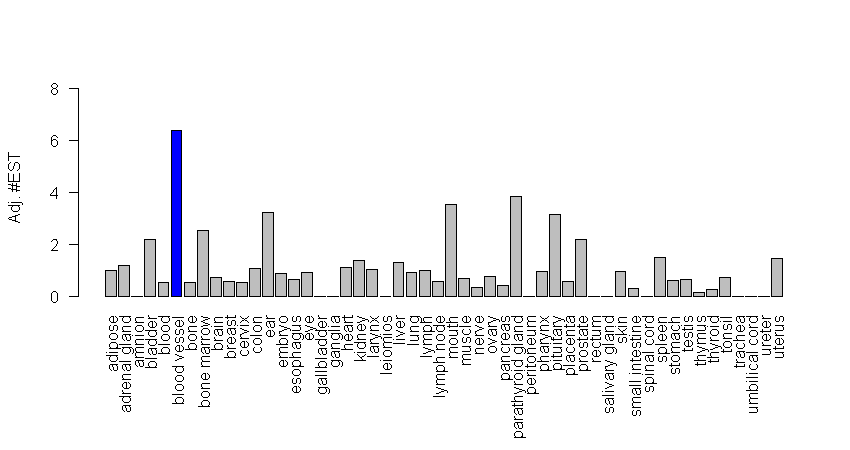 Adj. #EST
8
6
4
2
0
adipose
adrenal gland
amnion
bladder
blood
blood vessel
bone
bone marrow
brain
breast
cervix
colon
ear
embryo
esophagus
eye
gallbladder
ganglia
heart
kidney
larynx
leiomios
liver
lung
lymph
lymph node
mouth
muscle
nerve
ovary
pancreas
parathyroid gland
peritoneum
pharynx
pituitary
placenta
prostate
rectum
salivary gland
skin
small intestine
spinal cord
spleen
stomach
testis
thymus
thyroid
tonsil
trachea
umbilical cord
ureter
uterus